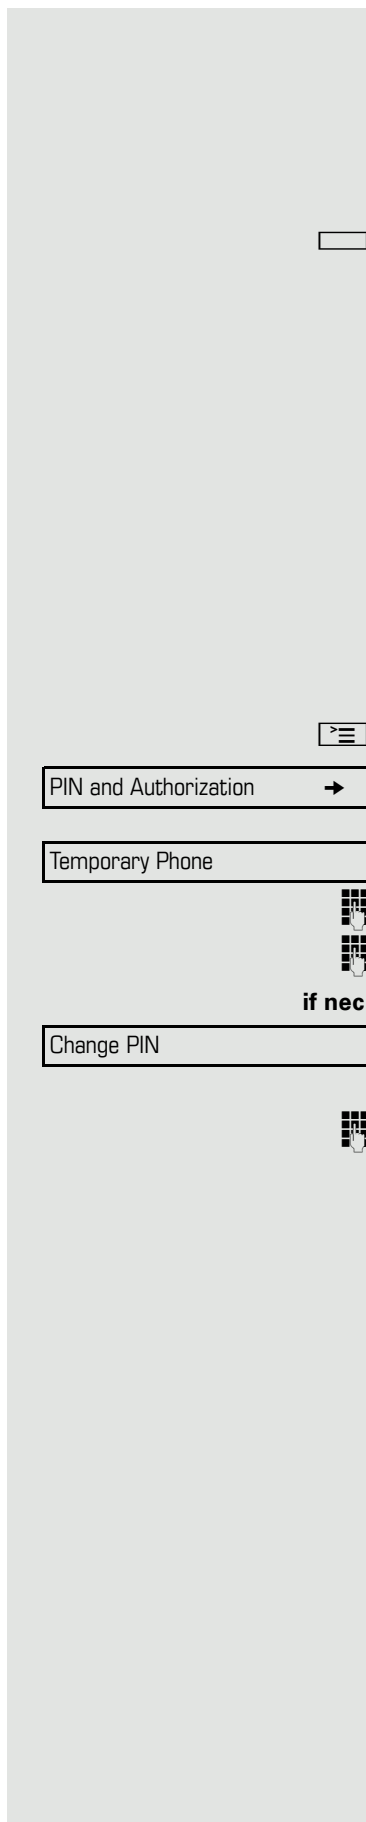 PIN and Authorization →
Temporary Phone
if nec
Change PIN